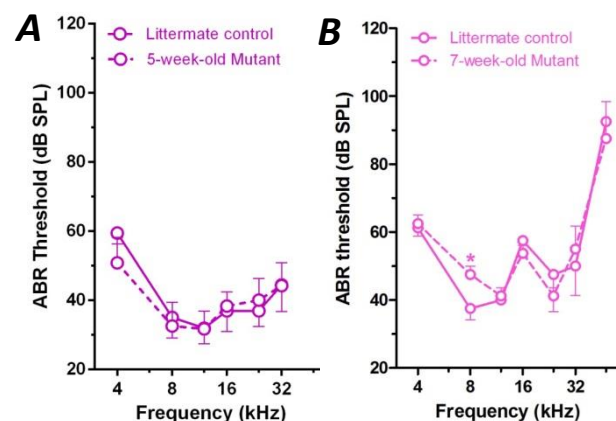 A
120
100
80
60
40
20
ABR Threshold (dB SPL)
Littermate control
5-week-old Mutant
4
8
16
32
Frequency (kHz)
B
120
100
80
60
40
20
ABR threshold (dB SPL)
Littermate control
7-week-old Mutant
*
4
8
16
32
Frequency (kHz)